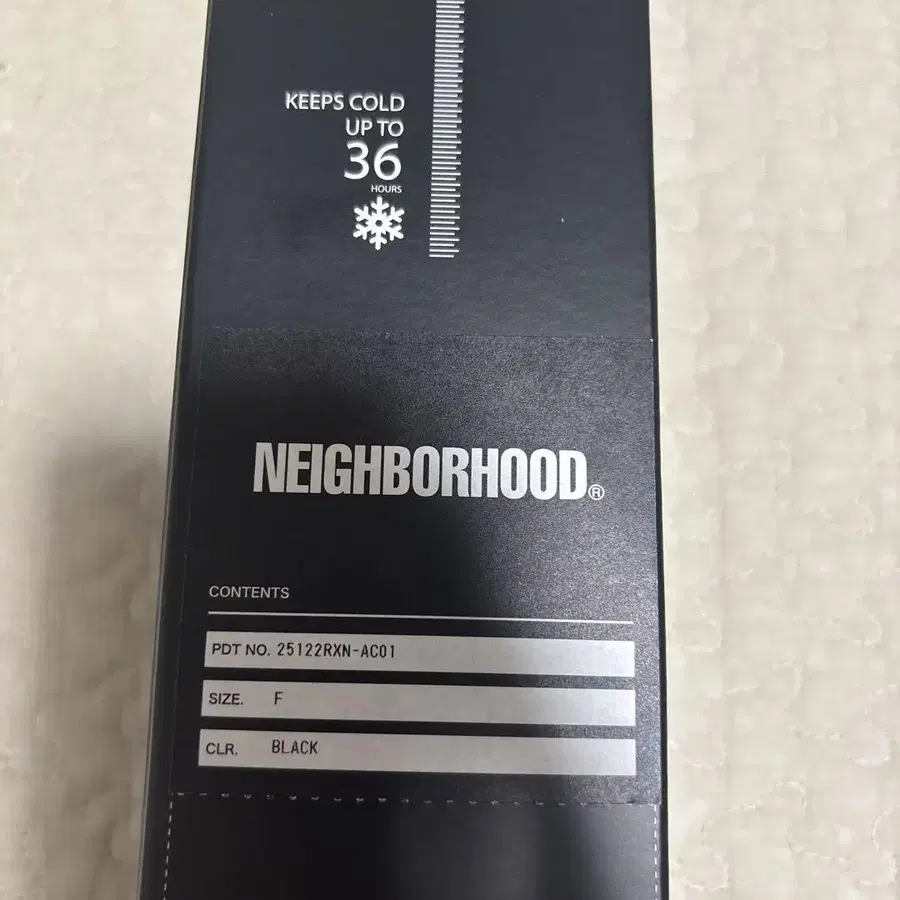 KEEPS COLD
UP TO
36
HOURS
NEIGHBORHOOD®
CONTENTS
PDT NO. 25122RXN-AC01
SIZE. F
CLR. BLACK